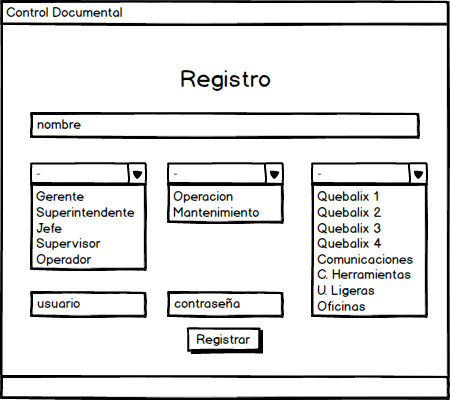 Control Documental
Registro
nombre
-
Gerente
Superintendente
Jefe
Supervisor
Operador
-
Operacion
Mantenimiento
-
Quebalix 1
Quebalix 2
Quebalix 3
Quebalix 4
Comunicaciones
C. Herramientas
U. Ligeras
Oficinas
usuario
contraseña
Registrar